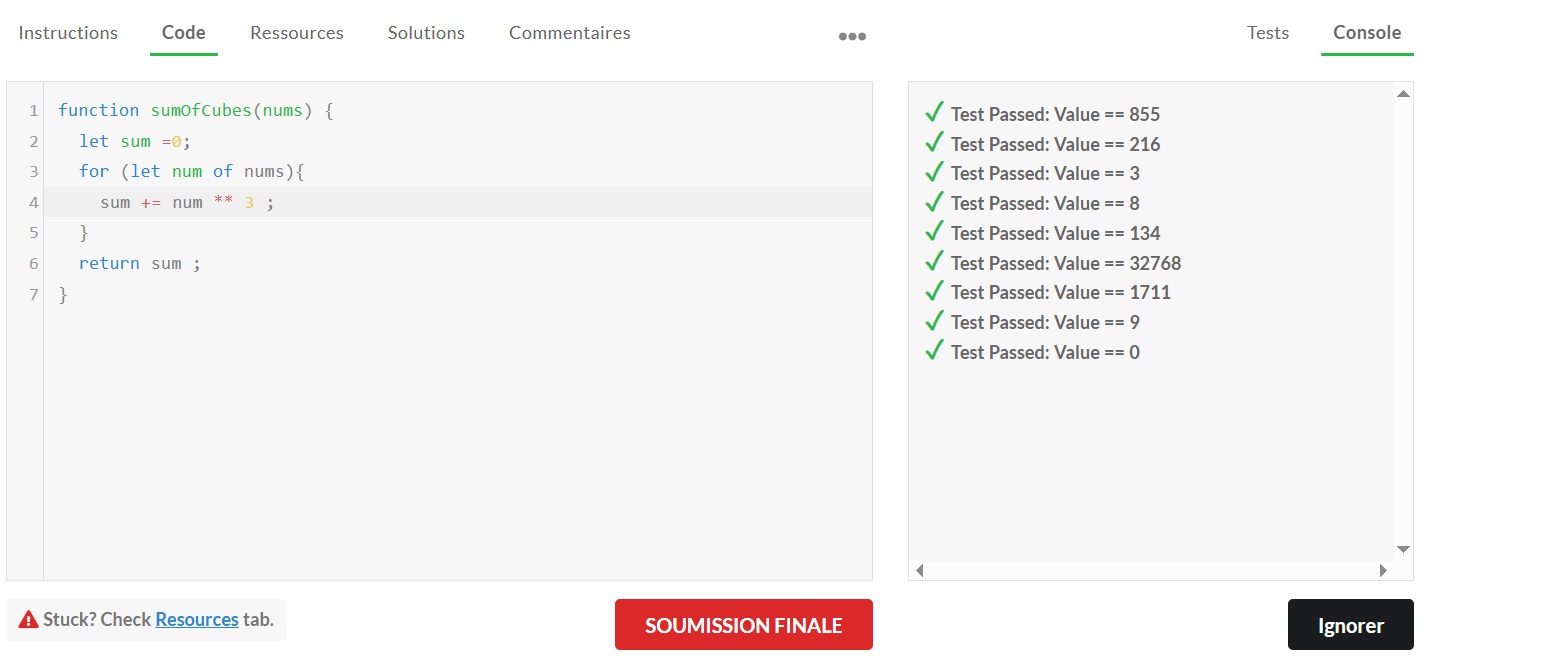 Instructions Code Ressources Solutions Commentaires ●●● Tests Console
1 function sumOfCubes(nums) {
2 let sum =0;
3 for (let num of nums){
4 sum += num ** 3 ;
5 }
6 return sum ;
7 }
✓ Test Passed: Value == 855
✓ Test Passed: Value == 216
✓ Test Passed: Value == 3
✓ Test Passed: Value == 8
✓ Test Passed: Value == 134
✓ Test Passed: Value == 32768
✓ Test Passed: Value == 1711
✓ Test Passed: Value == 9
✓ Test Passed: Value == 0
Stuck? Check Resources tab.
SOUMISSION FINALE
Ignorer